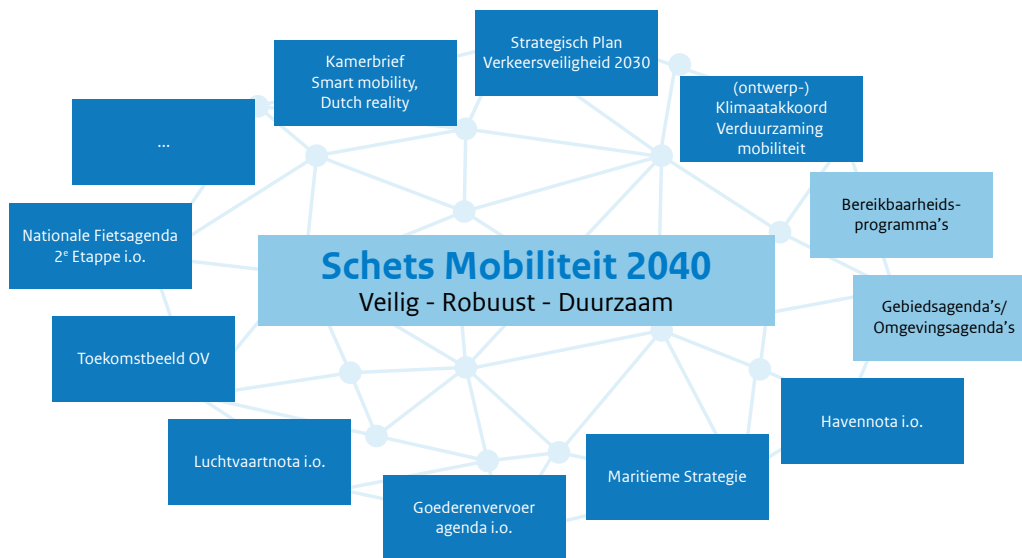 Strategisch Plan
Verkeersveiligheid 2030
Kamerbrief
Smart mobility,
Dutch reality
(ontwerp-)
Klimaatakkoord
Verduurzaming
mobiliteit
...
Bereikbaarheids-
programma's
Nationale Fietsagenda
2e Etappe i.o.
Schets Mobiliteit 2040
Veilig - Robuust - Duurzaam
Gebiedsagenda's/
Omgevingsagenda's
Toekomstbeeld OV
Havennota i.o.
Luchtvaartnota i.o.
Maritieme Strategie
Goederenvervoer
agenda i.o.